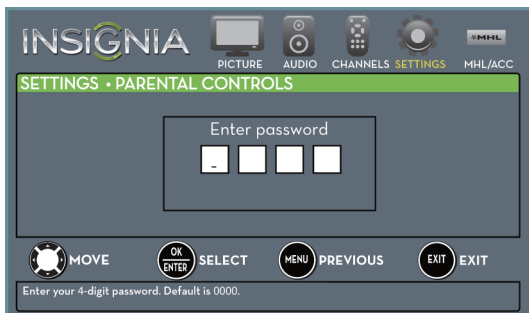 INSIGNIA
PICTURE AUDIO CHANNELS SETTINGS MHL/ACC
MHL
SETTINGS • PARENTAL CONTROLS
Enter password
_
MOVE OK ENTER SELECT MENU PREVIOUS EXIT EXIT
Enter your 4-digit password. Default is 0000.